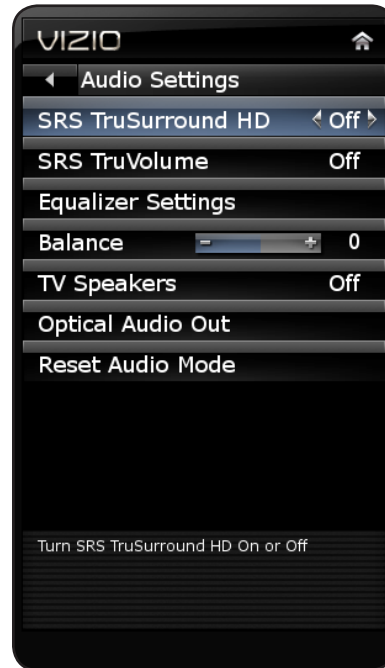 VIZIO
Audio Settings
SRS TruSurround HD Off
SRS TruVolume Off
Equalizer Settings
Balance - + 0
TV Speakers Off
Optical Audio Out
Reset Audio Mode
Turn SRS TruSurround HD On or Off